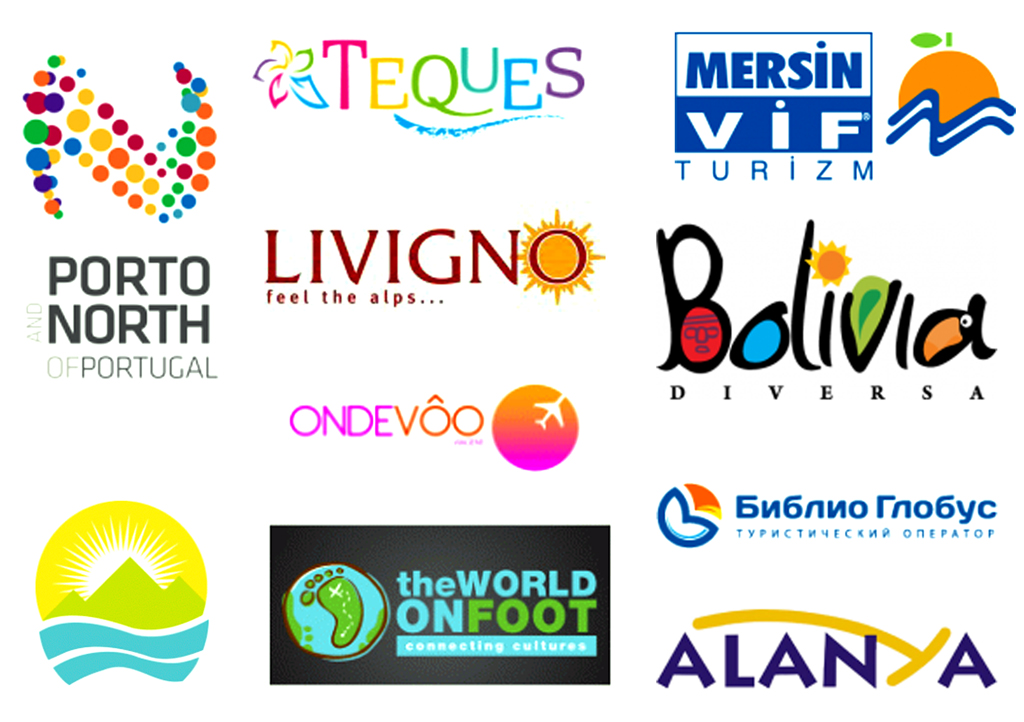 PORTO
AND
NORTH
OFPORTUGAL
TEQUES
LIVIGNO
feel the alps...
ONDEVÔO
theWORLD
ONFOOT
connecting cultures
MERSİN
VİF®
TURİZM
Bolivia
DIVERSA
Библио Глобус
ТУРИСТИЧЕСКИЙ ОПЕРАТОР
ALANYA